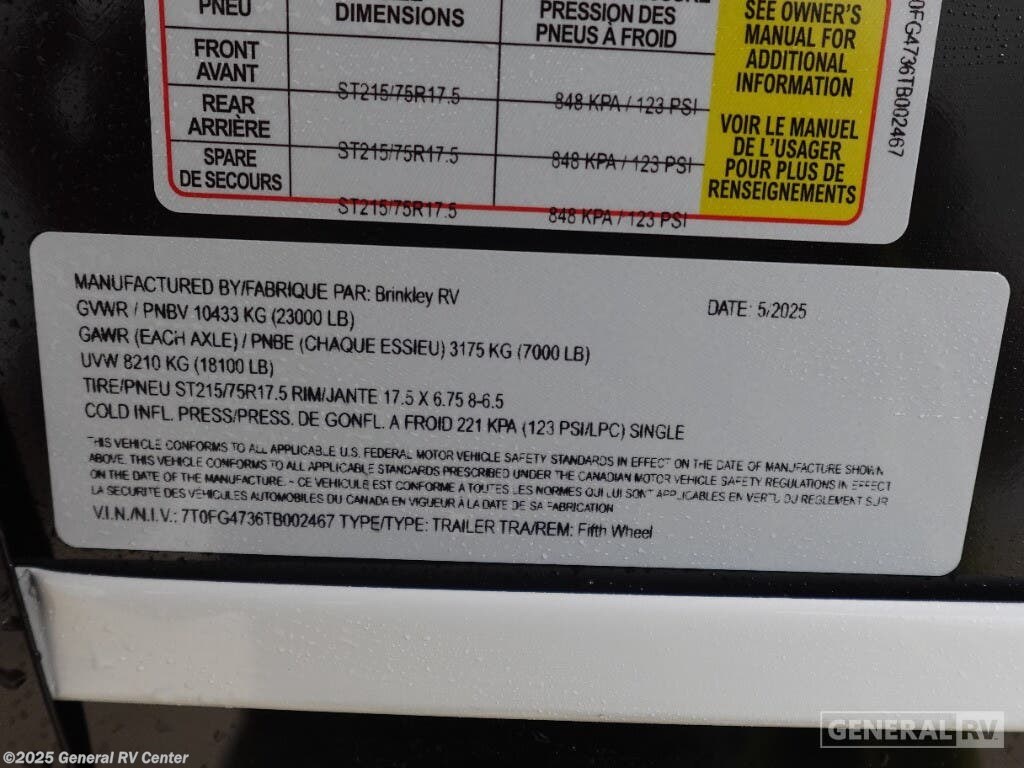 PNEU
DIMENSIONS
PRESSION DES
PNEUS À FROID
SEE OWNER'S
MANUAL FOR
ADDITIONAL
INFORMATION
VOIR LE MANUEL
DE L'USAGER
POUR PLUS DE
RENSEIGNEMENTS
FRONT
AVANT
ST215/75R17.5
848 KPA / 123 PSI
REAR
ARRIÈRE
ST215/75R17.5
848 KPA / 123 PSI
SPARE
DE SECOURS
ST215/75R17.5
848 KPA / 123 PSI
0FG4736TB002467
MANUFACTURED BY/FABRIQUE PAR: Brinkley RV
DATE: 5/2025
GVWR / PNBV 10433 KG (23000 LB)
GAWR (EACH AXLE) / PNBE (CHAQUE ESSIEU) 3175 KG (7000 LB)
UVW 8210 KG (18100 LB)
TIRE/PNEU ST215/75R17.5 RIM/JANTE 17.5 X 6.75 8-6.5
COLD INFL. PRESS/PRESS. DE GONFL. A FROID 221 KPA (123 PSI/LPC) SINGLE
THIS VEHICLE CONFORMS TO ALL APPLICABLE U.S. FEDERAL MOTOR VEHICLE SAFETY STANDARDS IN EFFECT ON THE DATE OF MANUFACTURE SHOWN
ABOVE. THIS VEHICLE CONFORMS TO ALL APPLICABLE STANDARDS PRESCRIBED UNDER THE CANADIAN MOTOR VEHICLE SAFETY REGULATIONS IN EFFECT
ON THE DATE OF THE MANUFACTURE. - CE VEHICULE EST CONFORME A TOUTES LES NORMES QUI LUI SONT APPLICABLES EN VERTU DU REGLEMENT SUR
LA SECURITE DES VEHICULES AUTOMOBILES DU CANADA EN VIGUEUR À LA DATE DE SA FABRICATION
V.I.N./N.I.V.: 7T0FG4736TB002467 TYPE/TYPE: TRAILER TRA/REM: Fifth Wheel
GENERAL RV
©2025 General RV Center